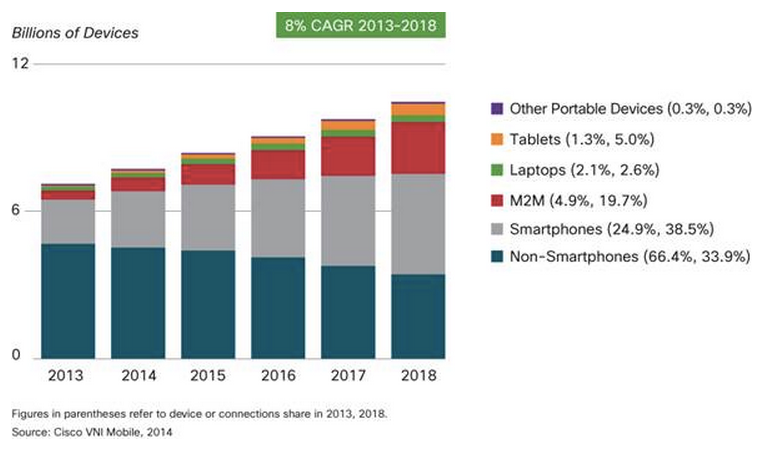 8% CAGR 2013-2018
Billions of Devices
12
6
0
2013 2014 2015 2016 2017 2018
Other Portable Devices (0.3%, 0.3%)
Tablets (1.3%, 5.0%)
Laptops (2.1%, 2.6%)
M2M (4.9%, 19.7%)
Smartphones (24.9%, 38.5%)
Non-Smartphones (66.4%, 33.9%)
Figures in parentheses refer to device or connections share in 2013, 2018.
Source: Cisco VNI Mobile, 2014